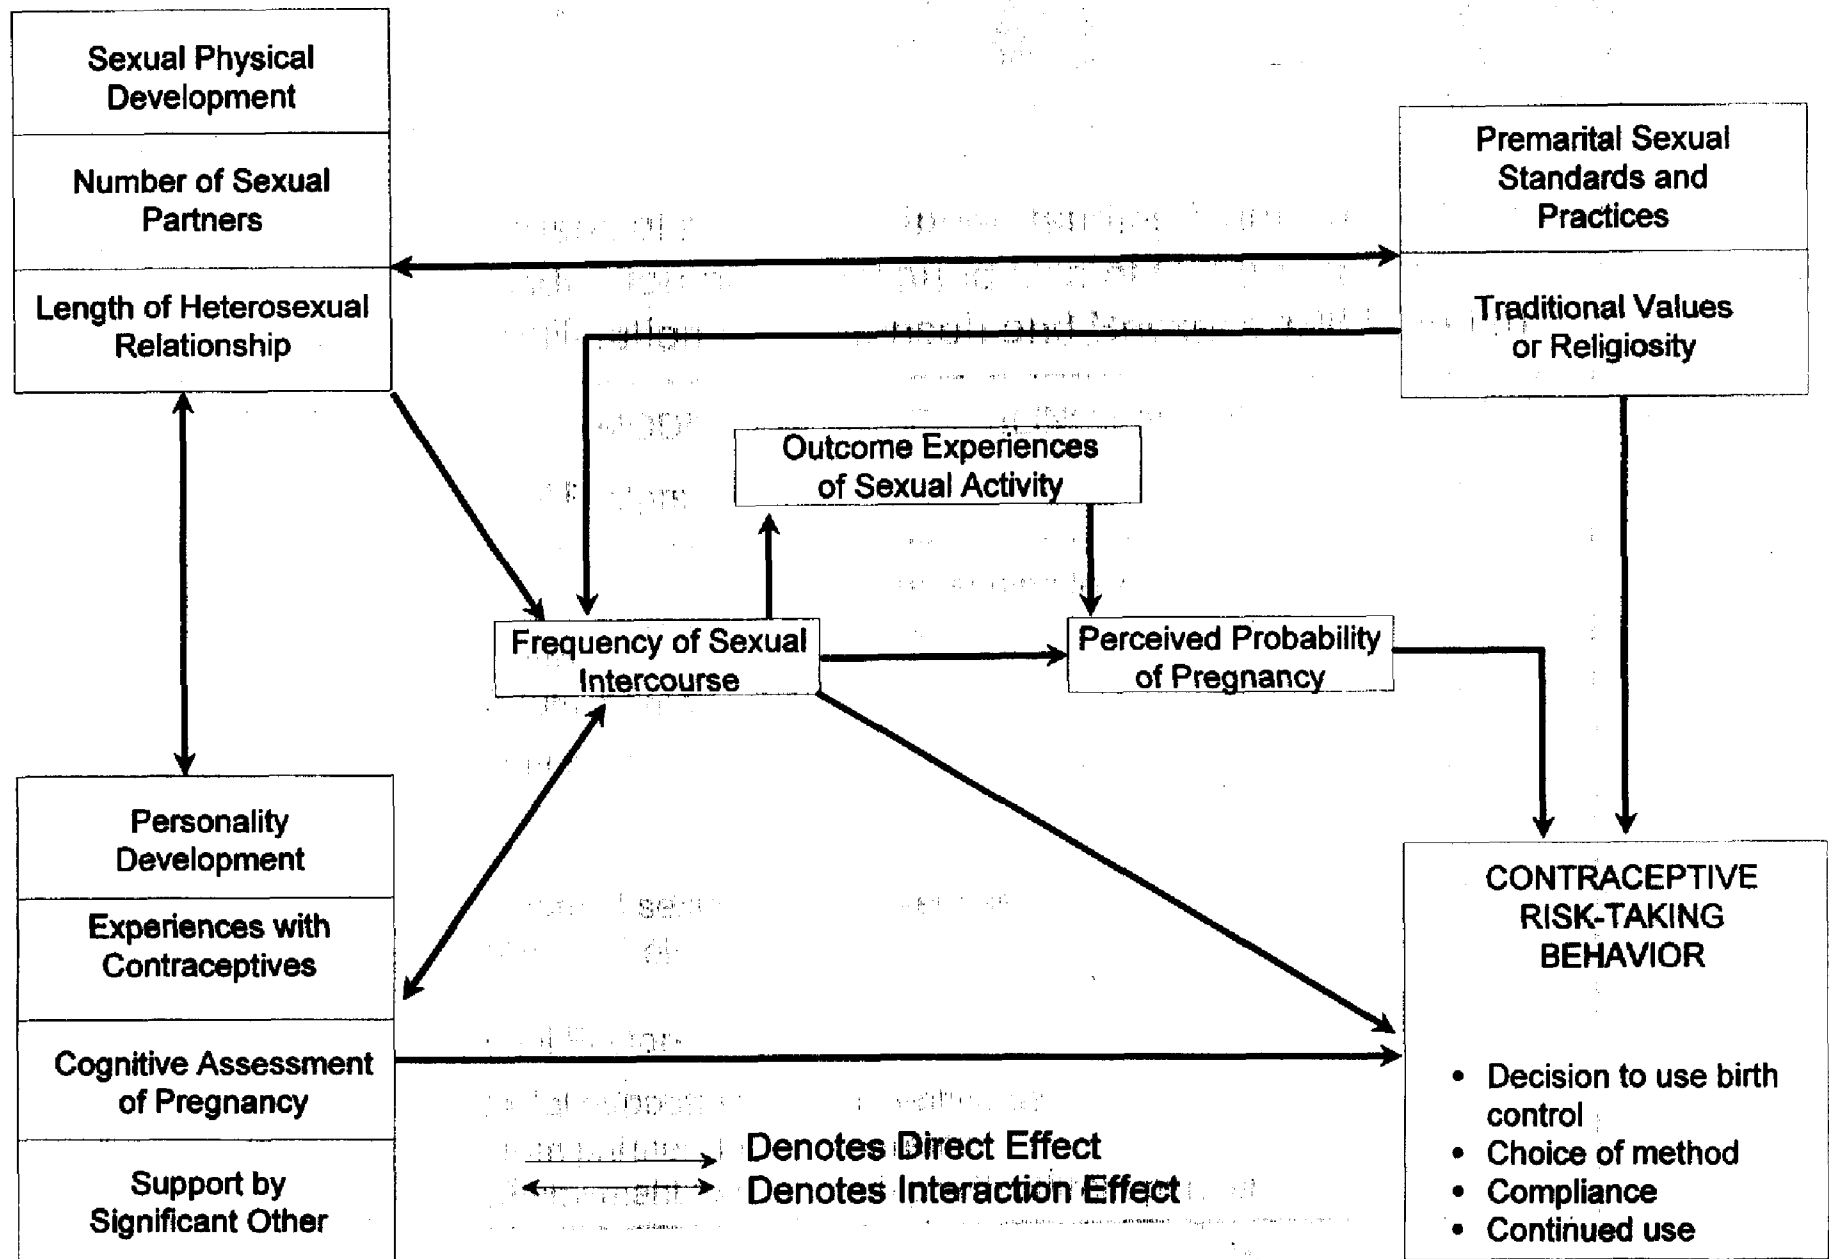 Sexual Physical
Development
Number of Sexual
Partners
Length of Heterosexual
Relationship
Premarital Sexual
Standards and
Practices
Traditional Values
or Religiosity
Outcome Experiences
of Sexual Activity
Frequency of Sexual
Intercourse
Perceived Probability
of Pregnancy
Personality
Development
Experiences with
Contraceptives
Cognitive Assessment
of Pregnancy
Support by
Significant Other
CONTRACEPTIVE
RISK-TAKING
BEHAVIOR
• Decision to use birth
control
• Choice of method
• Compliance
• Continued use
Denotes Direct Effect
Denotes Interaction Effect